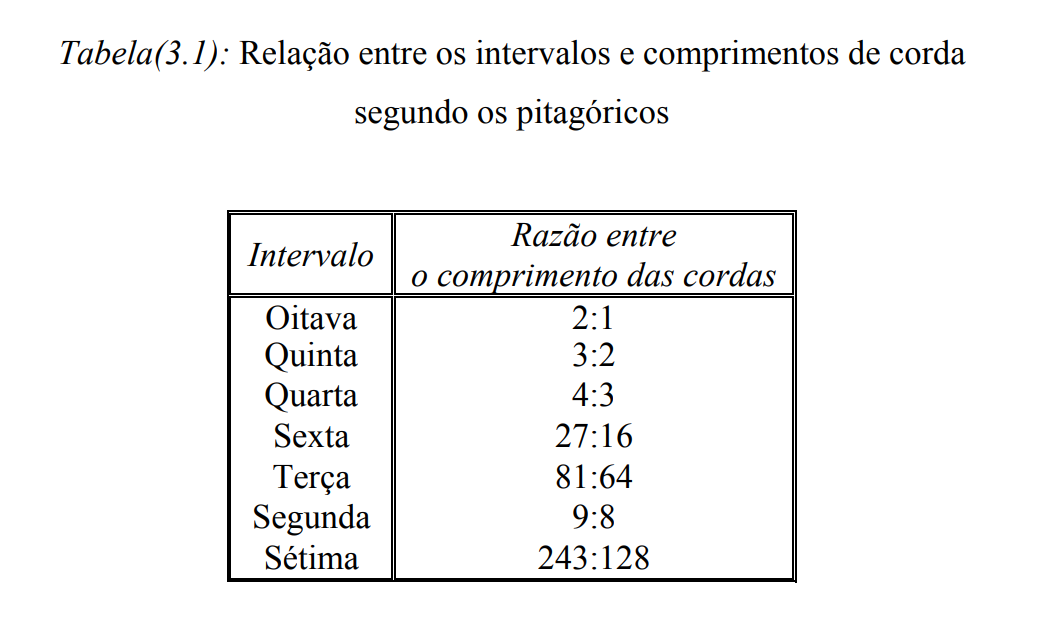 Tabela(3.1): Relação entre os intervalos e comprimentos de corda
segundo os pitagóricos
Intervalo
Razão entre
o comprimento das cordas
Oitava 2:1
Quinta 3:2
Quarta 4:3
Sexta 27:16
Terça 81:64
Segunda 9:8
Sétima 243:128